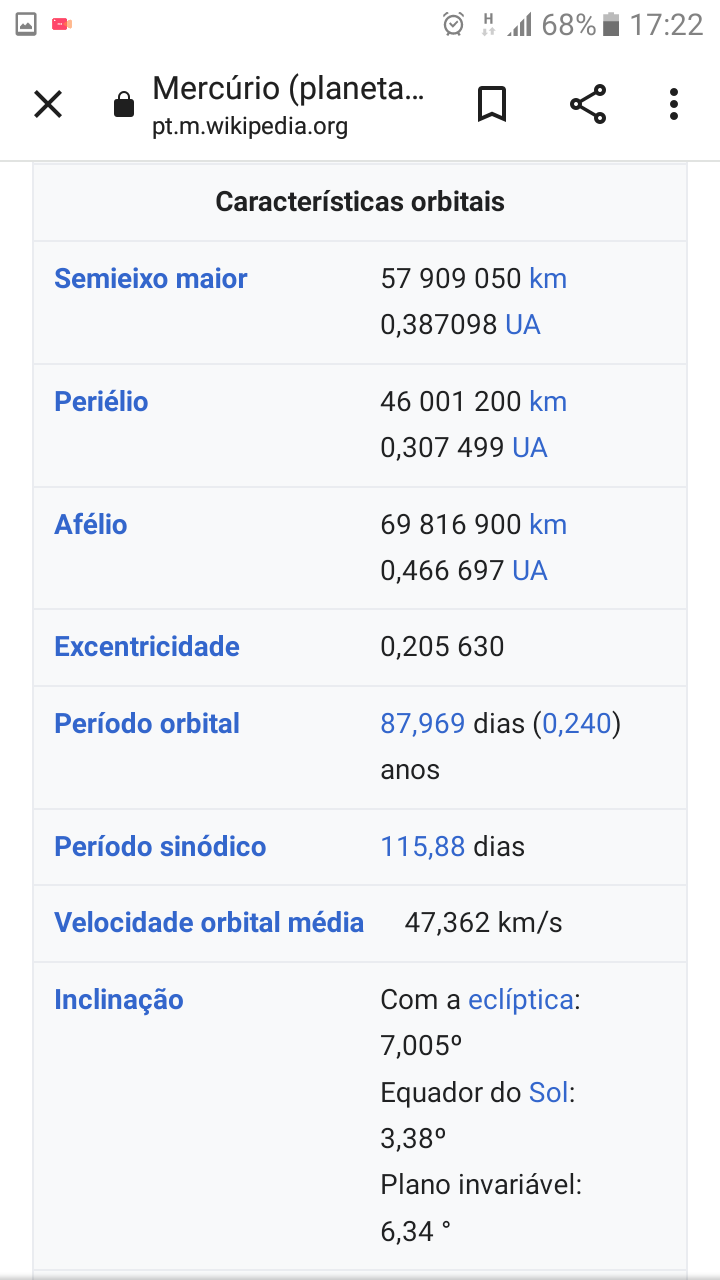 H 68% 17:22
Mercúrio (planeta...
pt.m.wikipedia.org
Características orbitais
Semieixo maior 57 909 050 km
0,387098 UA
Periélio 46 001 200 km
0,307 499 UA
Afélio 69 816 900 km
0,466 697 UA
Excentricidade 0,205 630
Período orbital 87,969 dias (0,240)
anos
Período sinódico 115,88 dias
Velocidade orbital média 47,362 km/s
Inclinação Com a eclíptica:
7,005º
Equador do Sol:
3,38º
Plano invariável:
6,34 °